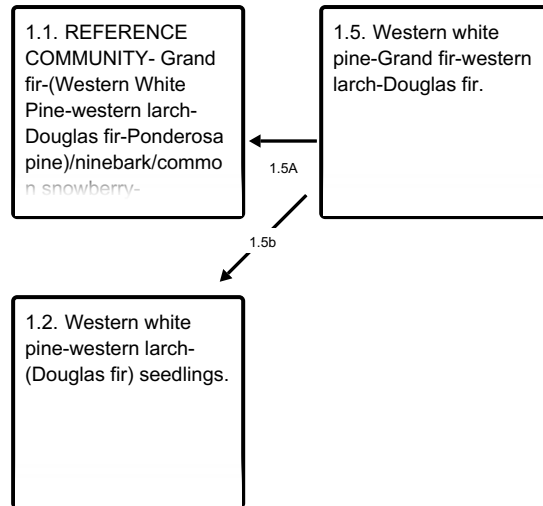 1.1. REFERENCE
COMMUNITY- Grand
fir-(Western White
Pine-western larch-
Douglas fir-Ponderosa
pine)/ninebark/commo
n snowberry-
1.5. Western white
pine-Grand fir-western
larch-Douglas fir.
1.5A
1.5b
1.2. Western white
pine-western larch-
(Douglas fir) seedlings.